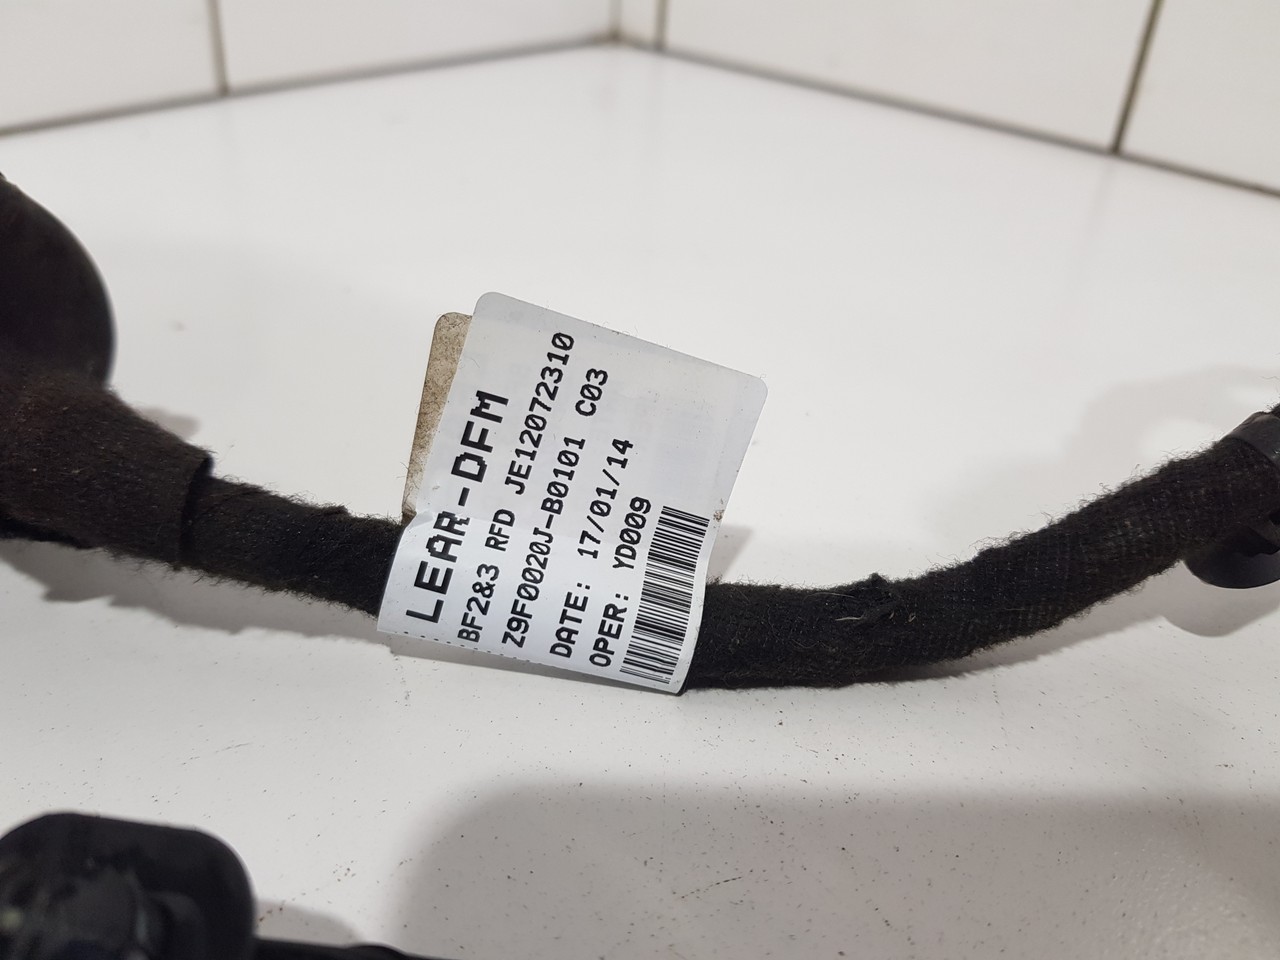 LEAR-DFM
BF2&3 RFD JE12072310
Z9F0020J-B0101 C03
DATE: 17/01/14
OPER: YD009